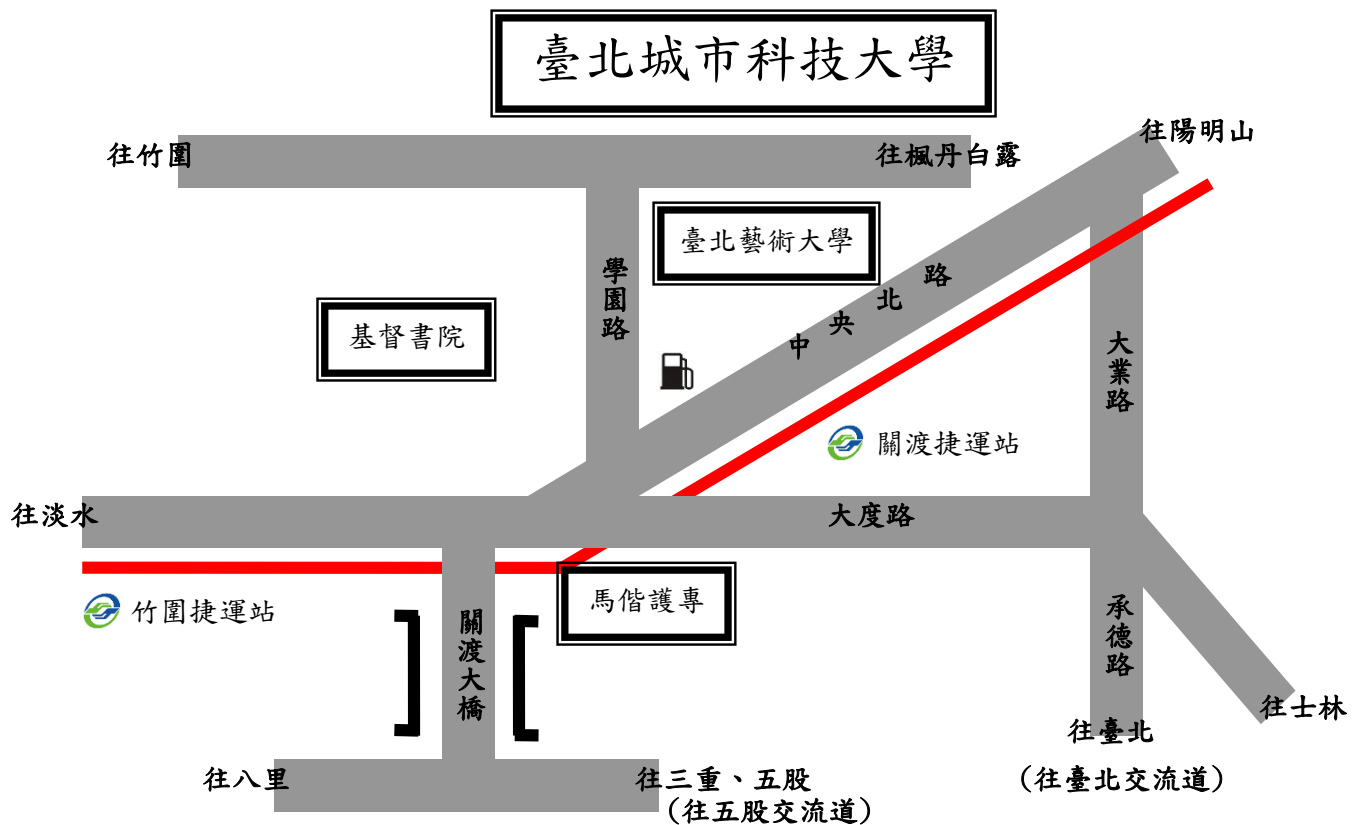 臺北城市科技大學
往陽明山
往竹圍
往楓丹白露
臺北藝術大學
學園路
中央北路
基督書院
大業路
關渡捷運站
往淡水
大度路
竹圍捷運站
關渡大橋
馬偕護專
承德路
往士林
往臺北
（往臺北交流道）
往八里
往三重、五股
（往五股交流道）